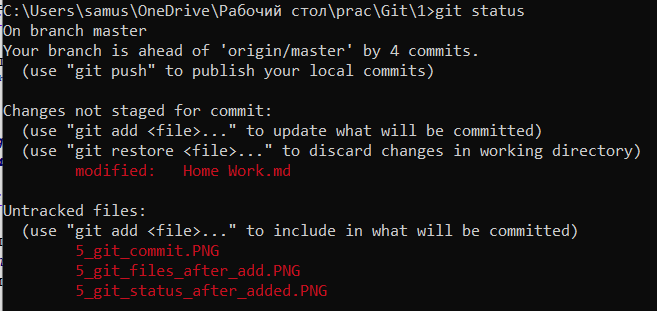 C:\Users\samus\OneDrive\Рабочий стол\prac\Git\1>git status
On branch master
Your branch is ahead of 'origin/master' by 4 commits.
  (use "git push" to publish your local commits)

Changes not staged for commit:
  (use "git add <file>..." to update what will be committed)
  (use "git restore <file>..." to discard changes in working directory)
        modified:   Home Work.md

Untracked files:
  (use "git add <file>..." to include in what will be committed)
        5_git_commit.PNG
        5_git_files_after_add.PNG
        5_git_status_after_added.PNG